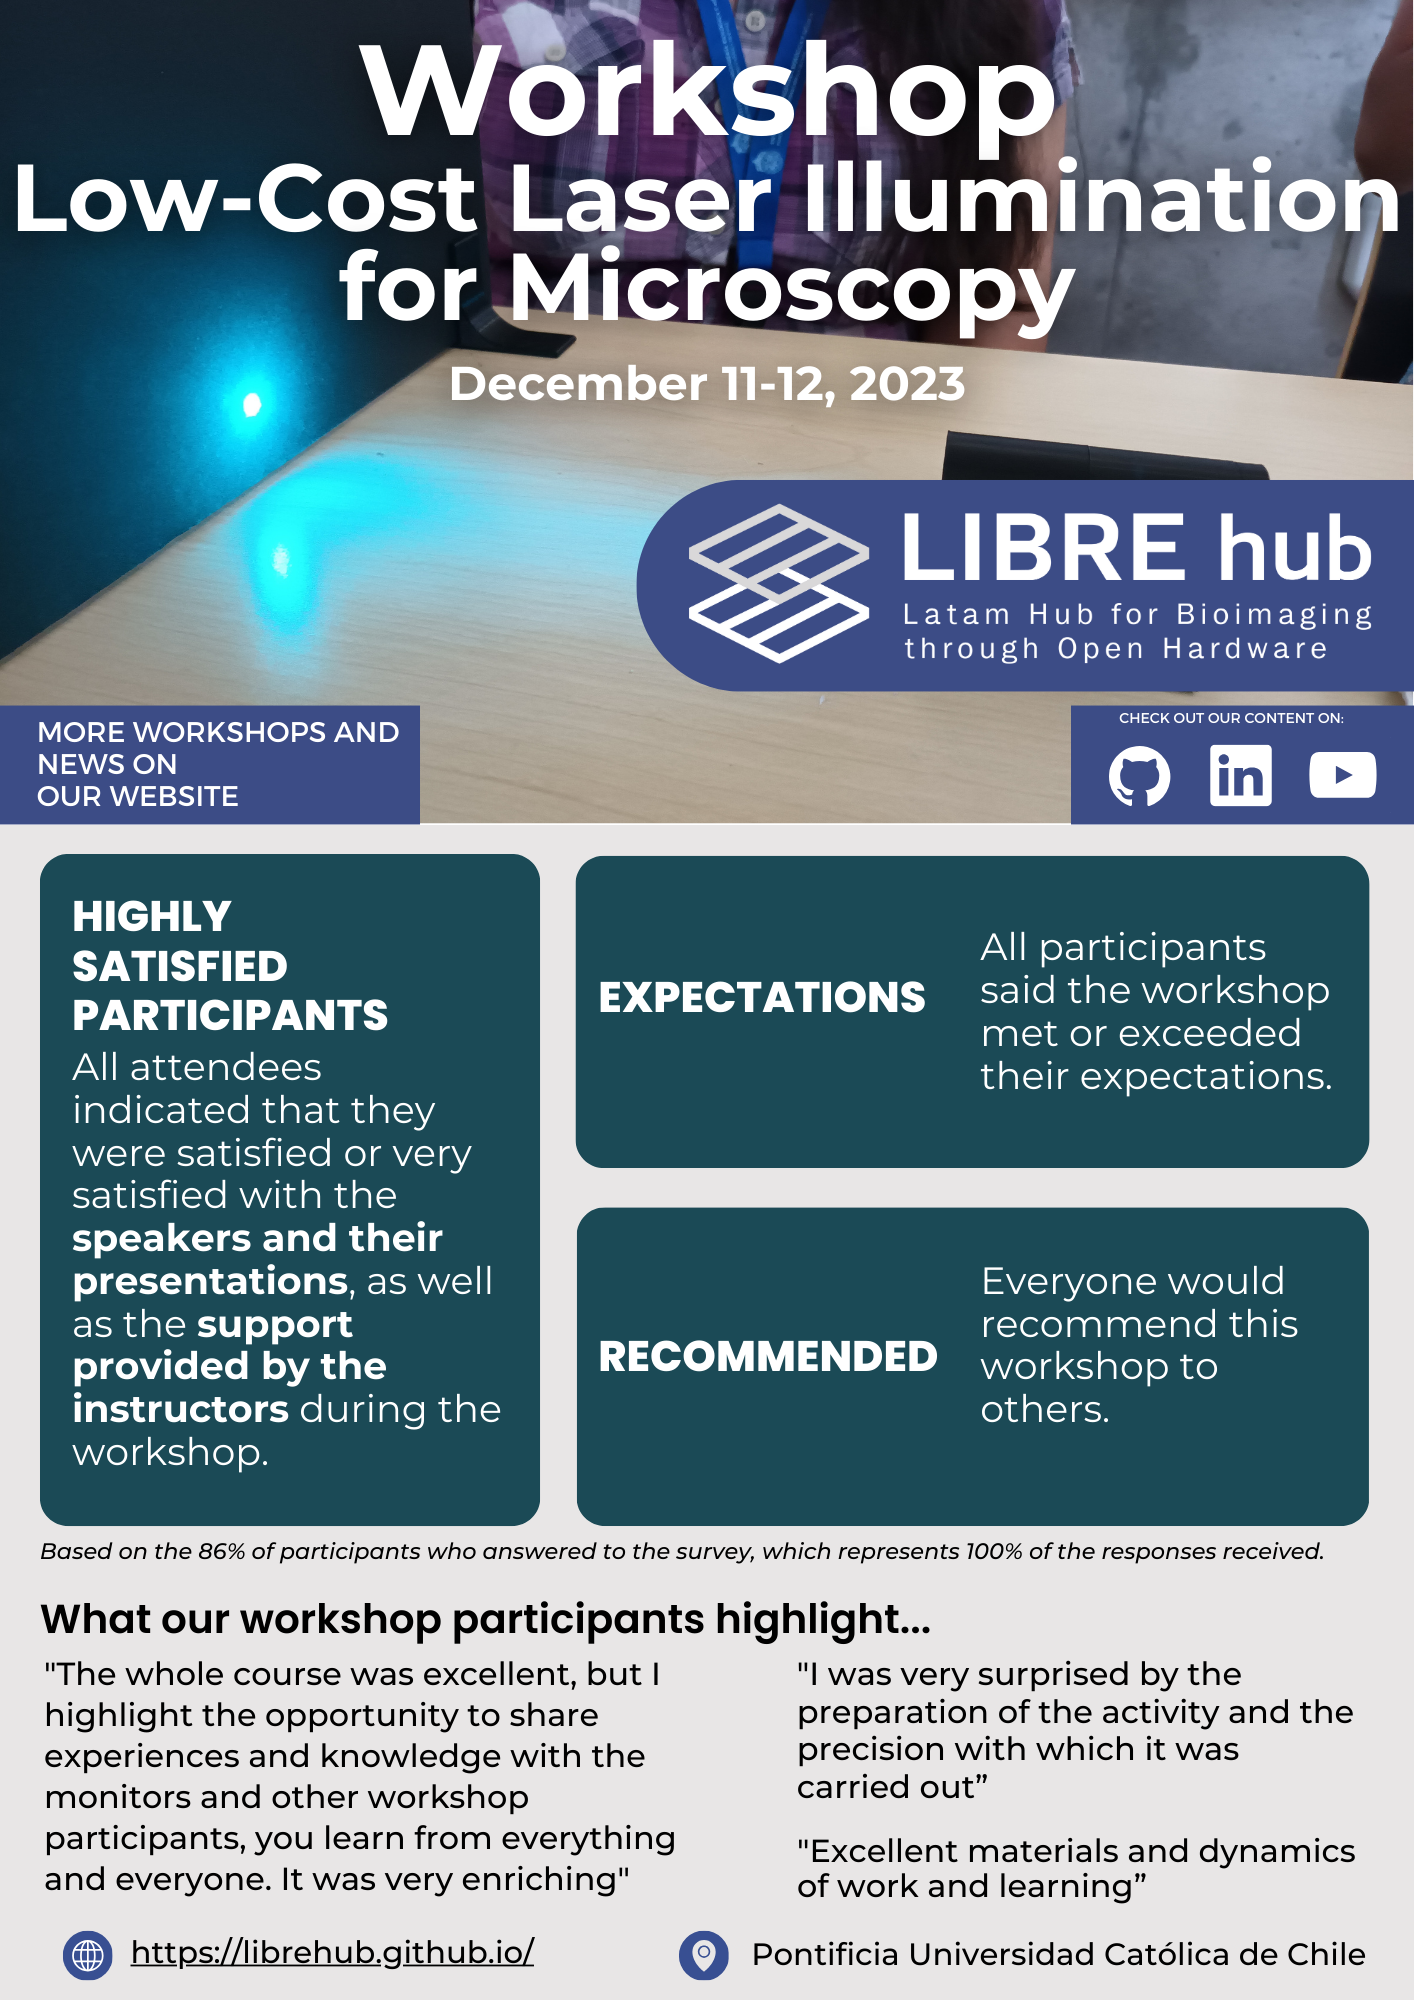 Workshop
Low-Cost Laser Illumination
for Microscopy
December 11-12, 2023
LIBRE hub
Latam Hub for Bioimaging
through Open Hardware
MORE WORKSHOPS AND
NEWS ON
OUR WEBSITE
CHECK OUT OUR CONTENT ON:
in
HIGHLY
SATISFIED
PARTICIPANTS
All attendees
indicated that they
were satisfied or very
satisfied with the
speakers and their
presentations, as well
as the support
provided by the
instructors during the
workshop.
EXPECTATIONS
All participants
said the workshop
met or exceeded
their expectations.
RECOMMENDED
Everyone would
recommend this
workshop to
others.
Based on the 86% of participants who answered to the survey, which represents 100% of the responses received.
What our workshop participants highlight...
"The whole course was excellent, but I
highlight the opportunity to share
experiences and knowledge with the
monitors and other workshop
participants, you learn from everything
and everyone. It was very enriching"
"I was very surprised by the
preparation of the activity and the
precision with which it was
carried out”
"Excellent materials and dynamics
of work and learning”
https://librehub.github.io/
Pontificia Universidad Católica de Chile